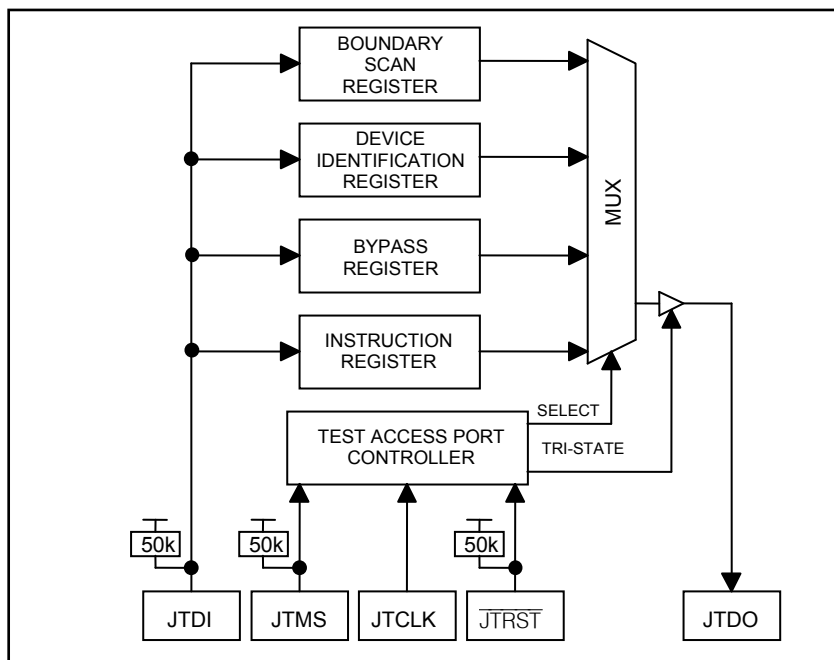 BOUNDARY
SCAN
REGISTER
DEVICE
IDENTIFICATION
REGISTER
BYPASS
REGISTER
INSTRUCTION
REGISTER
MUX
SELECT
TEST ACCESS PORT
CONTROLLER
TRI-STATE
50k
50k
50k
JTDI
JTMS
JTCLK
JTRST
JTDO